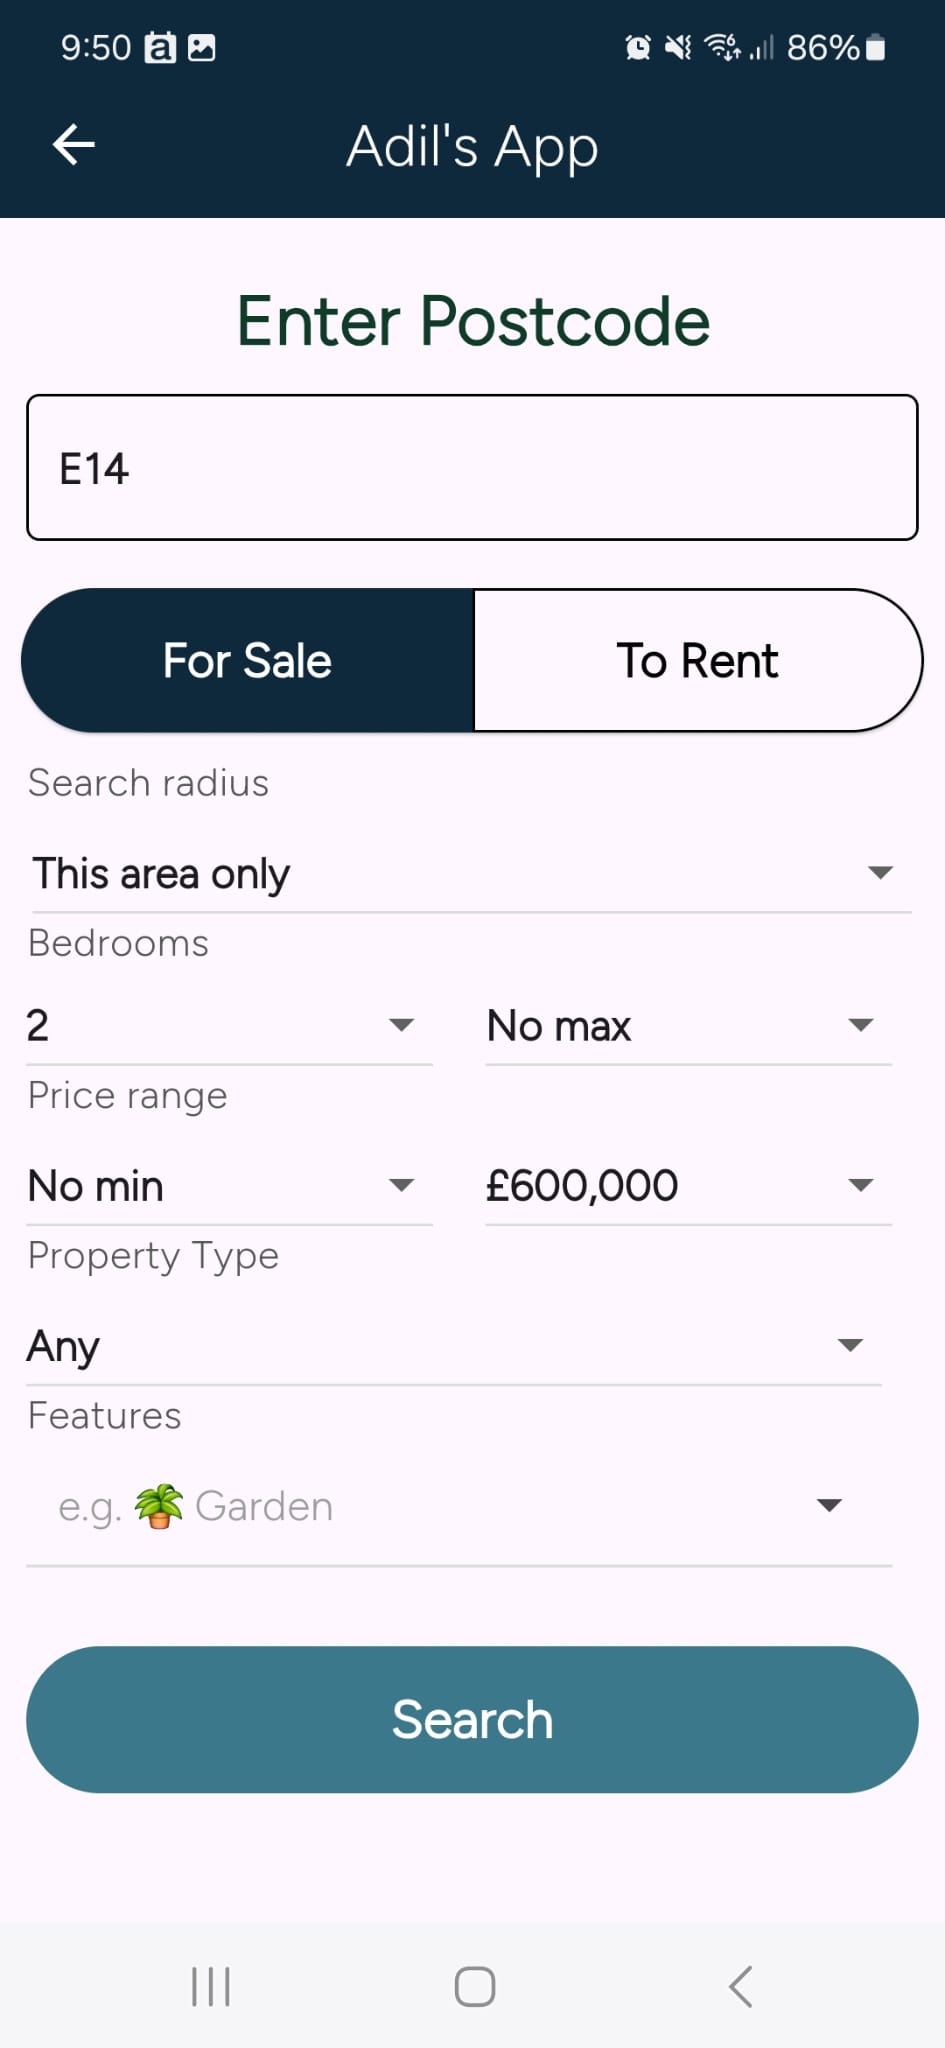 9:50 a 6 86%
Adil's App
Enter Postcode
E14
For Sale To Rent
Search radius
This area only
Bedrooms
2 No max
Price range
No min £600,000
Property Type
Any
Features
e.g. 🪴 Garden
Search